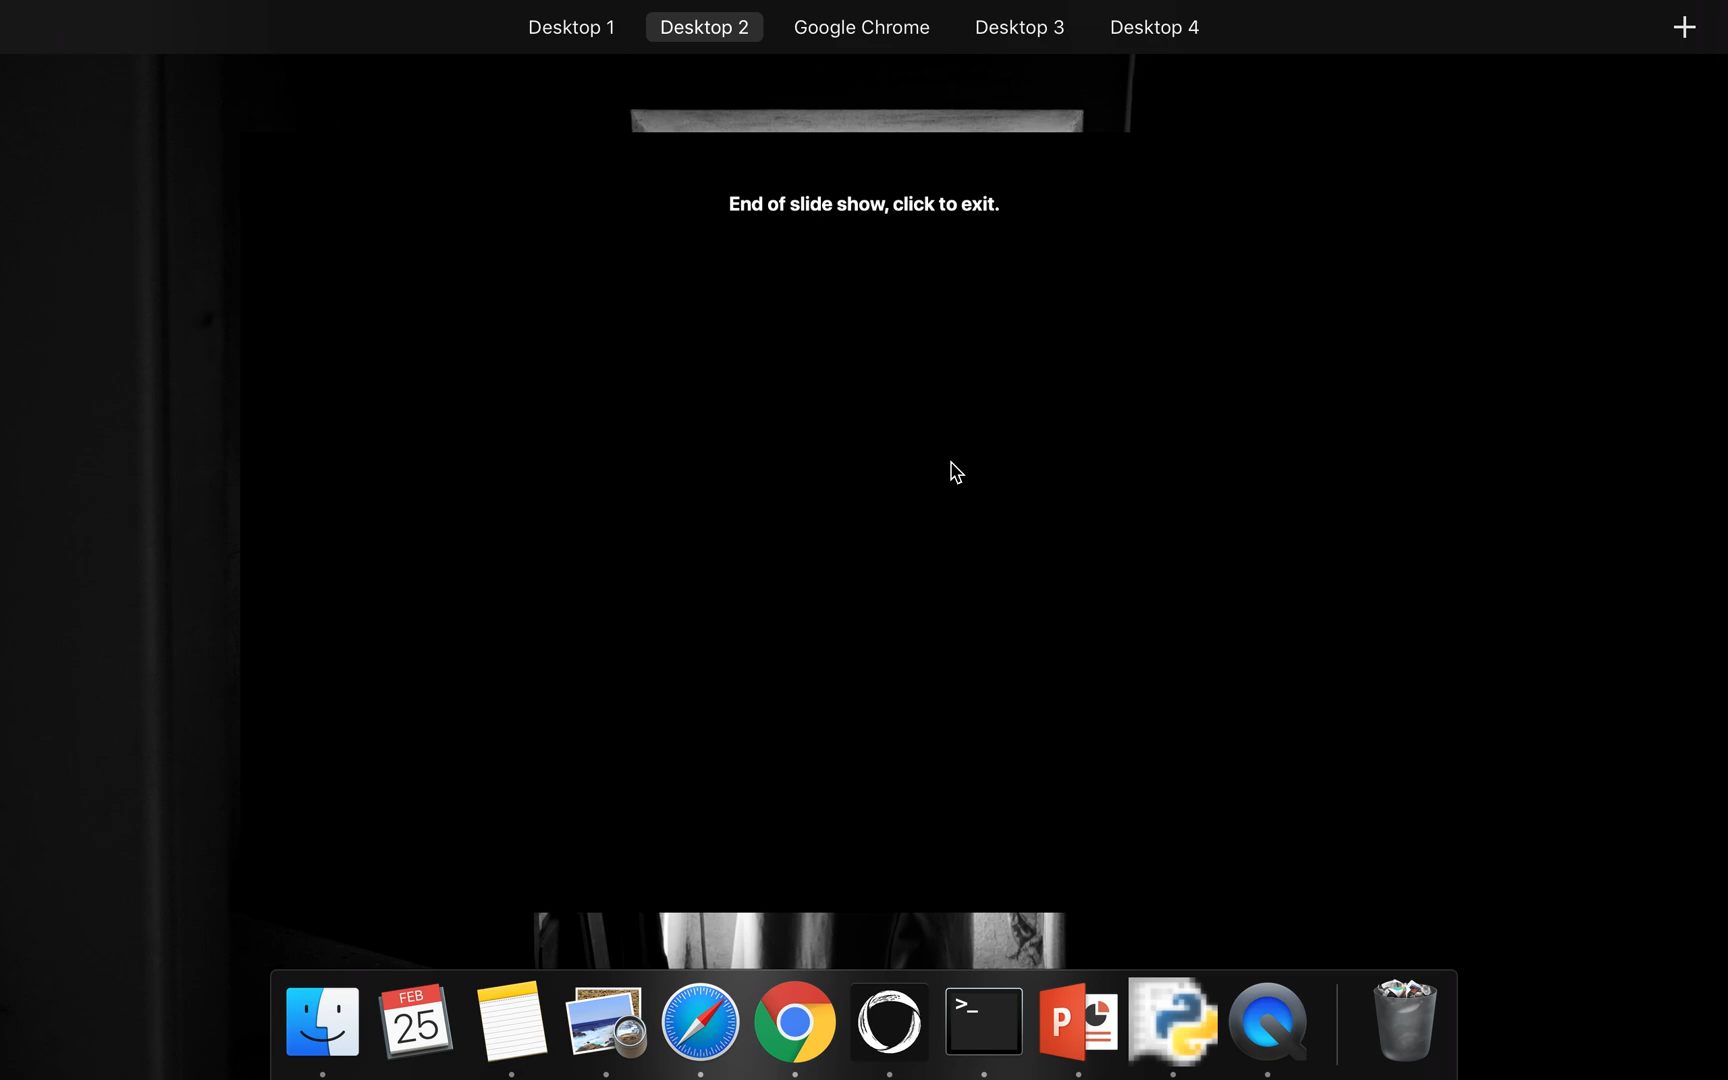 Desktop 1
Desktop 2
Google Chrome
Desktop 3
Desktop 4
End of slide show, click to exit.
FEB
25
>_
P